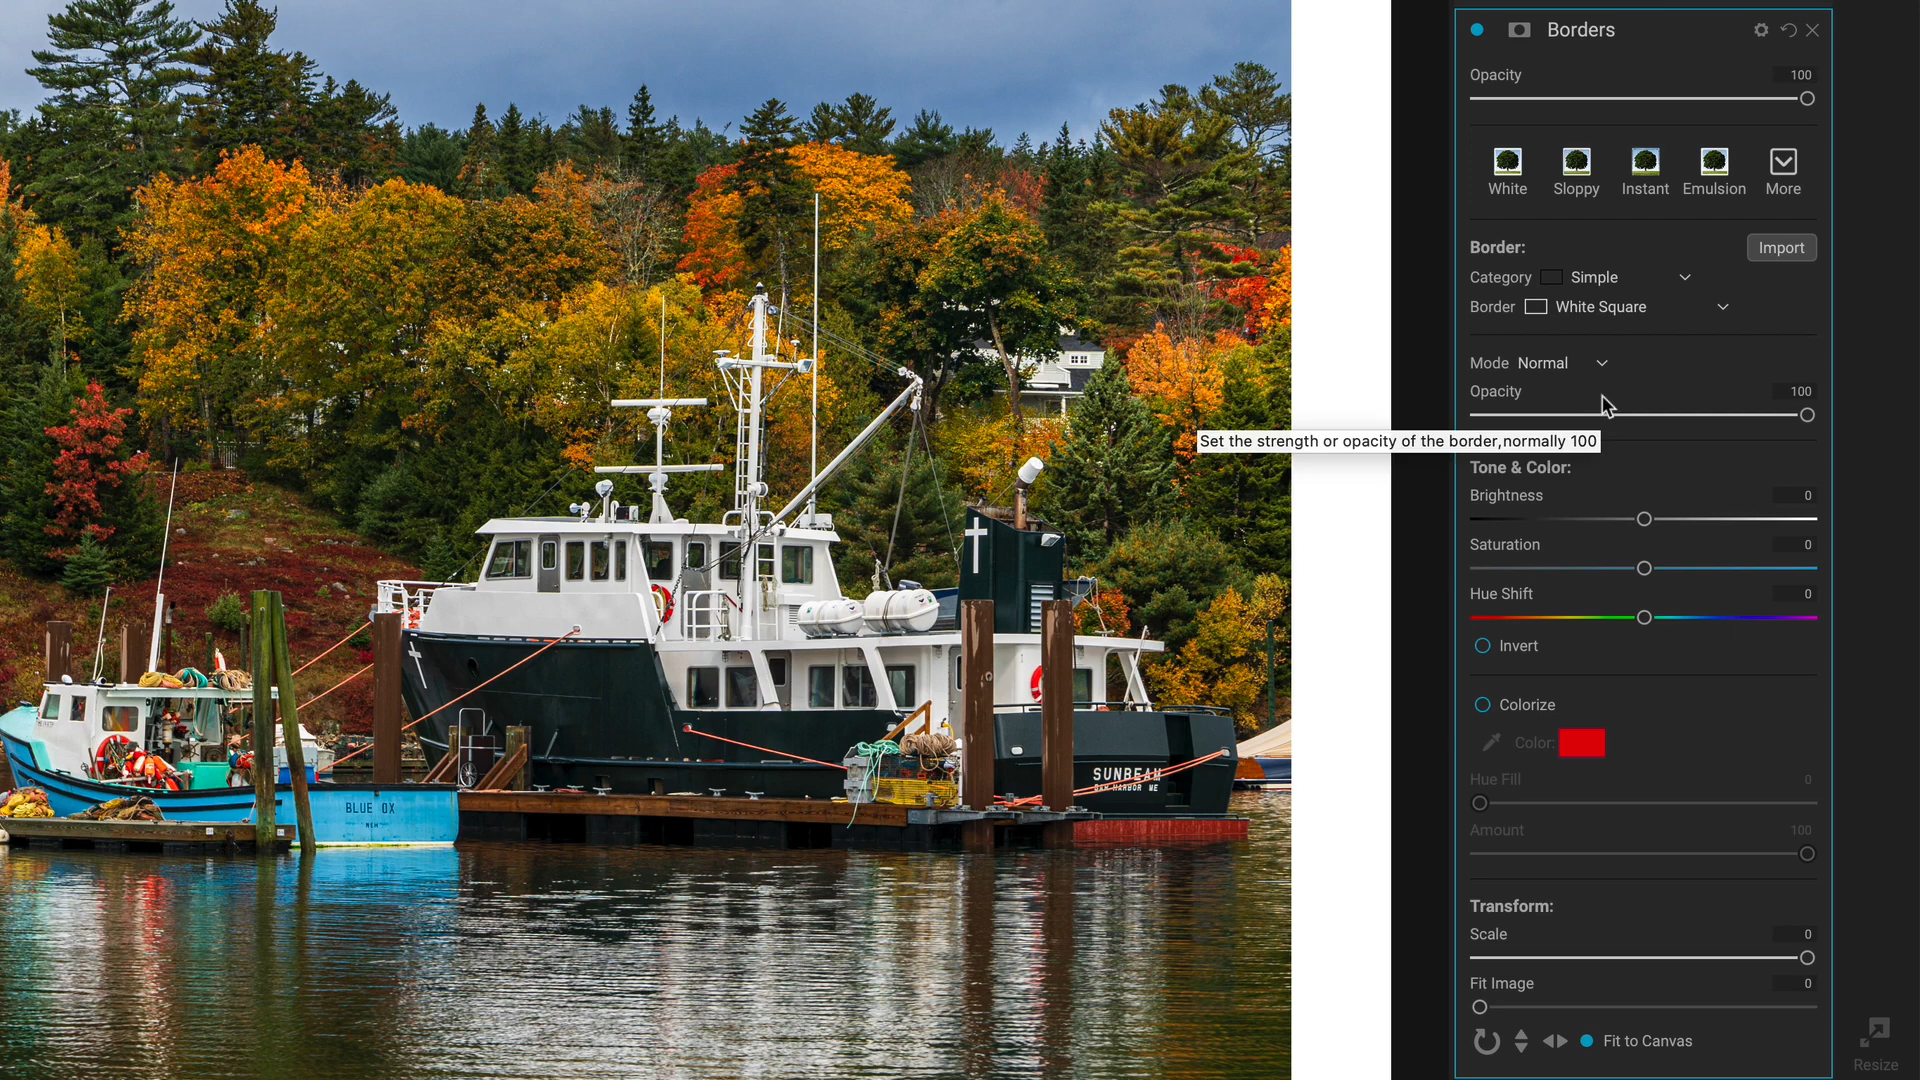 Borders
Opacity 100
White Sloppy Instant Emulsion More
Border: Import
Category Simple
Border White Square
Mode Normal
Opacity 100
Set the strength or opacity of the border,normally 100
Tone & Color:
Brightness 0
Saturation 0
Hue Shift 0
Invert
Colorize
Color:
Hue Fill 0
Amount 100
Transform:
Scale 0
Fit Image 0
Fit to Canvas
Resize
SUNBEAM
BAR HARBOR ME
BLUE OX